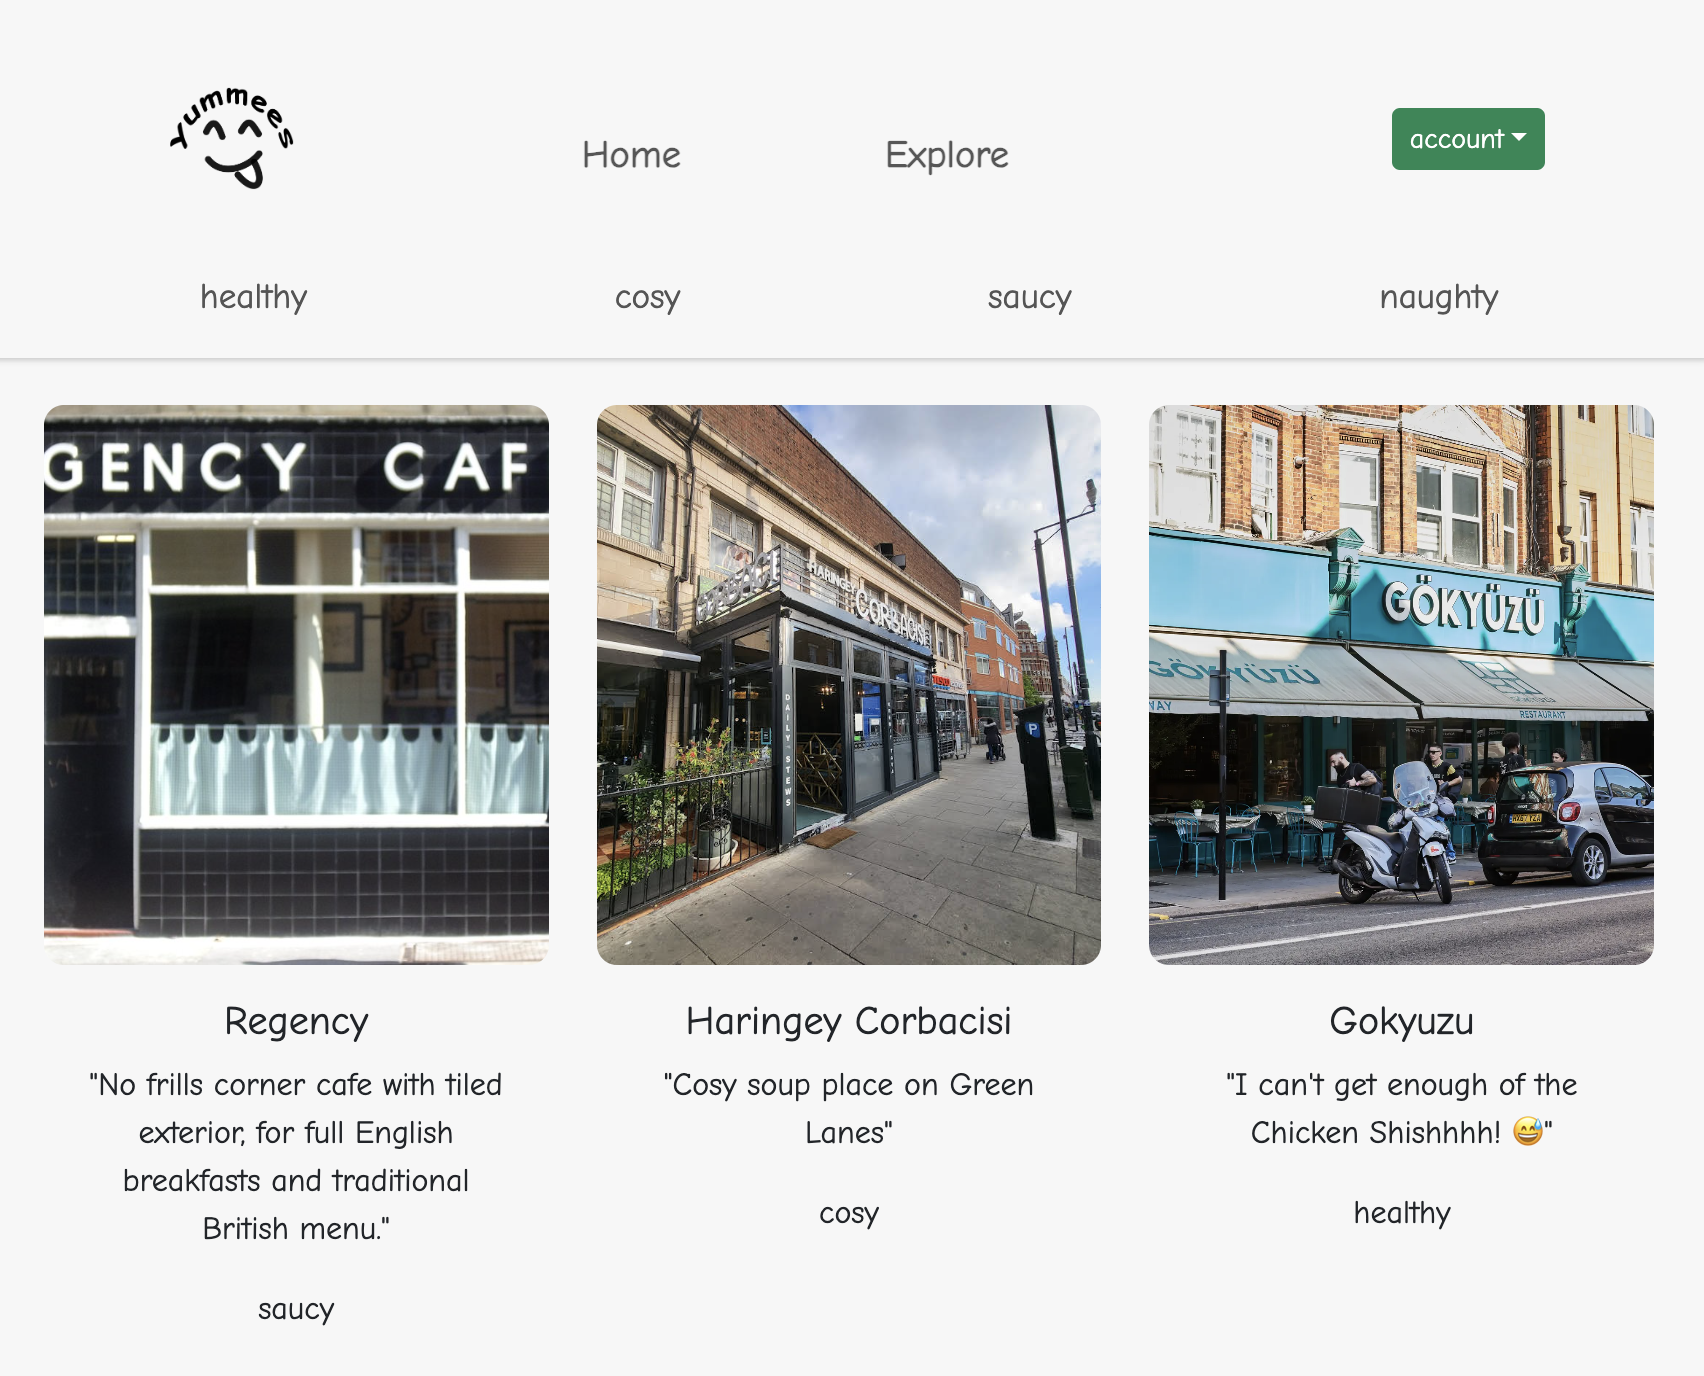 Yummees
Home
Explore
account
healthy
cosy
saucy
naughty
GENCY CAF
HARINGEY
CORBACISI
DAILY STEWS
P
GÖKYÜZÜ
GÖKYÜZÜ
RESTAURANT
Regency
"No frills corner cafe with tiled
exterior, for full English
breakfasts and traditional
British menu."
saucy
Haringey Corbacisi
"Cosy soup place on Green
Lanes"
cosy
Gokyuzu
"I can't get enough of the
Chicken Shishhhh! 😅"
healthy